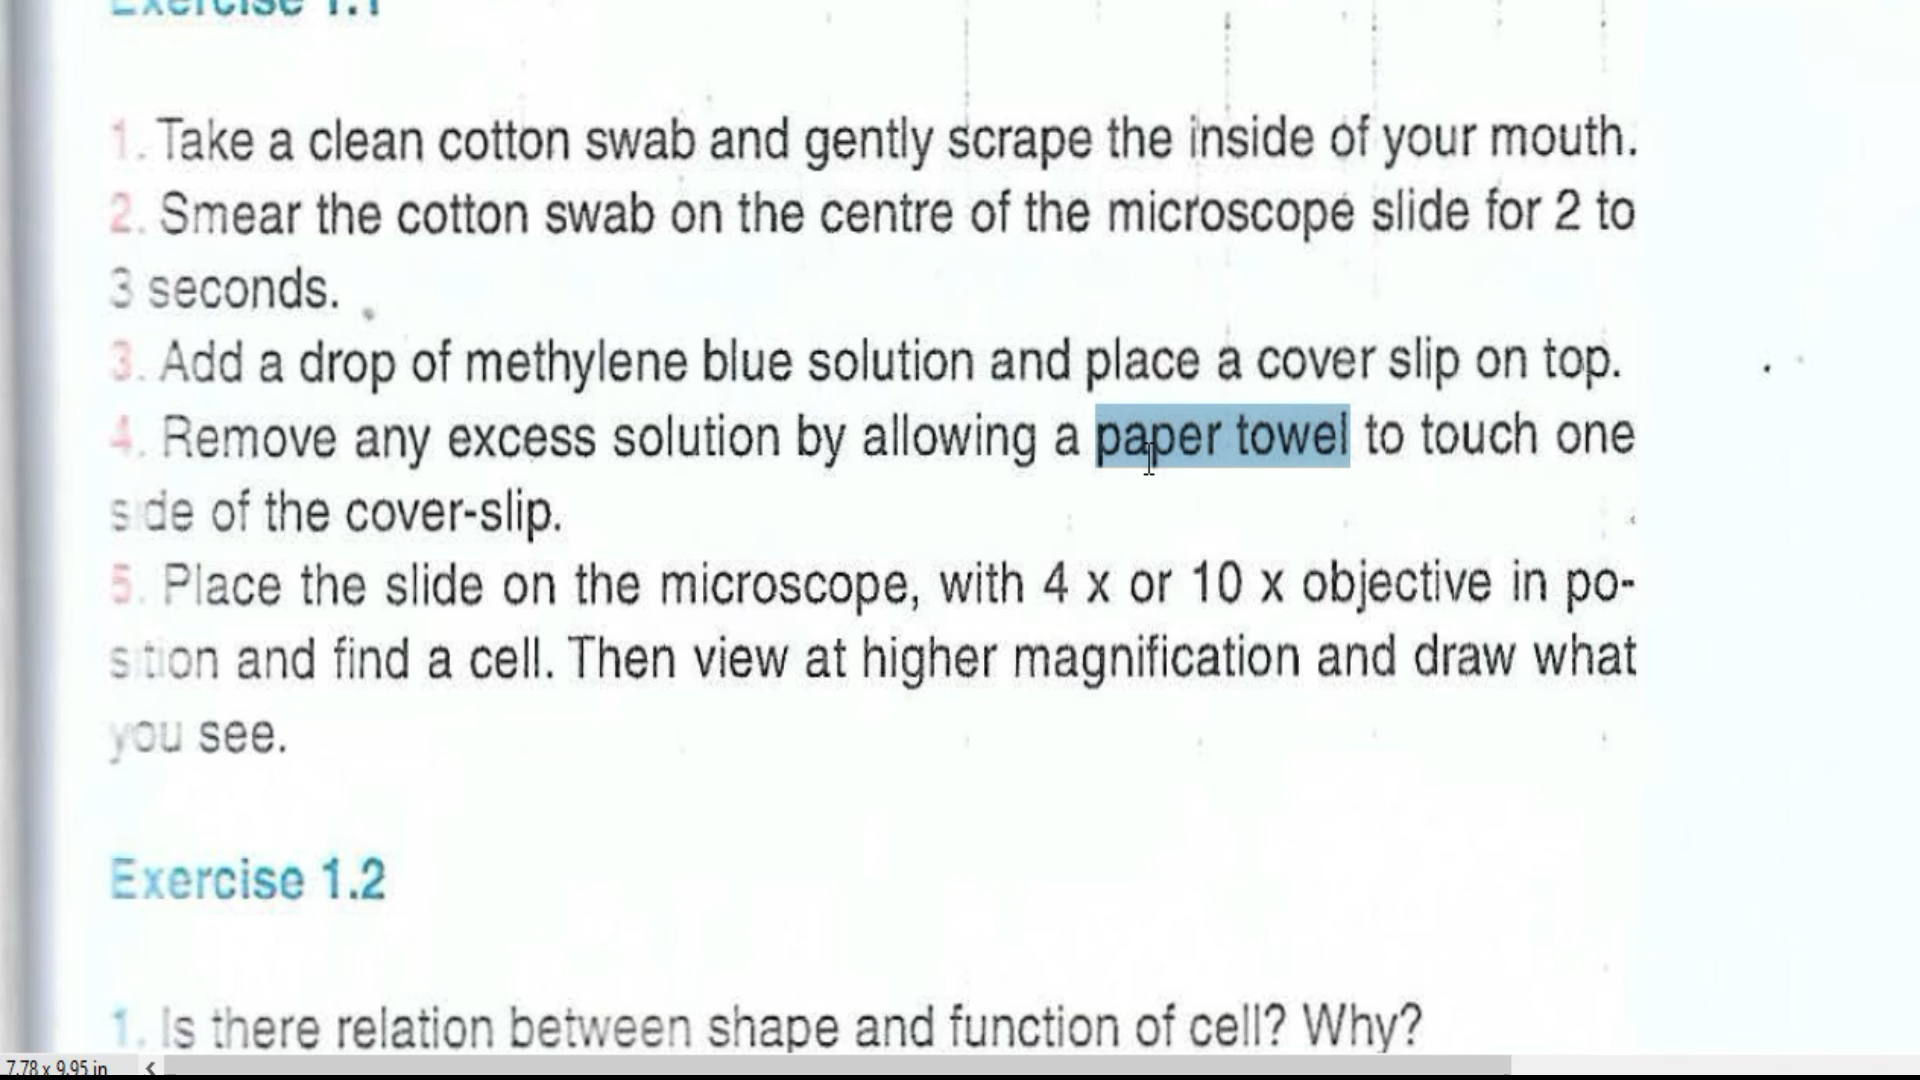 Exercise 1.1
1. Take a clean cotton swab and gently scrape the inside of your mouth.
2. Smear the cotton swab on the centre of the microscope slide for 2 to
3 seconds.
3. Add a drop of methylene blue solution and place a cover slip on top.
4. Remove any excess solution by allowing a paper towel to touch one
side of the cover-slip.
5. Place the slide on the microscope, with 4 x or 10 x objective in po-
sition and find a cell. Then view at higher magnification and draw what
you see.
Exercise 1.2
1. Is there relation between shape and function of cell? Why?
7.78 x 9.95 in